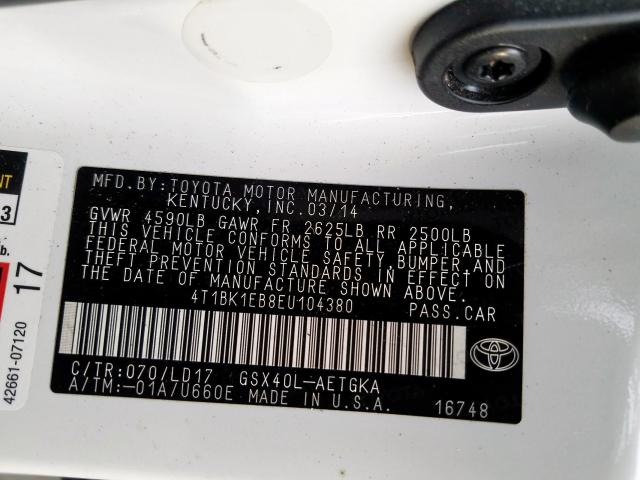 MFD.BY:TOYOTA MOTOR MANUFACTURING,
KENTUCKY, INC. 03/14
GVWR 4590LB GAWR FR 2625LB RR 2500LB
THIS VEHICLE CONFORMS TO ALL APPLICABLE
FEDERAL MOTOR VEHICLE SAFETY, BUMPER, AND
THEFT PREVENTION STANDARDS IN EFFECT ON
THE DATE OF MANUFACTURE SHOWN ABOVE.
4T1BK1EB8EU104380 PASS.CAR
C/TR:070/LD17 GSX40L-AETGKA
A/TM:-01A/U660E MADE IN U.S.A. 16748
3
17
42661-07120